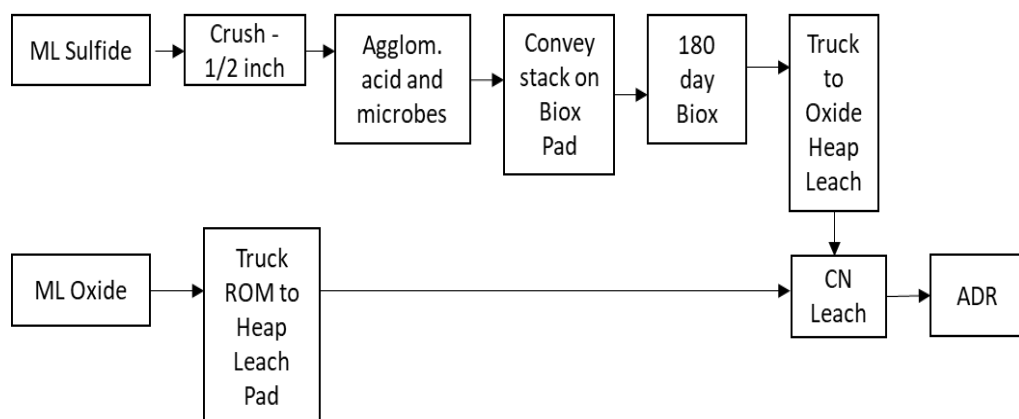 ML Sulfide
Crush -
1/2 inch
Agglom.
acid and
microbes
Convey
stack on
Biox
Pad
180
day
Biox
Truck
to
Oxide
Heap
Leach
ML Oxide
Truck
ROM to
Heap
Leach
Pad
CN
Leach
ADR